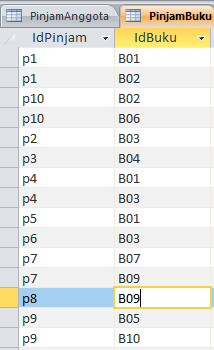 PinjamAnggota PinjamBuku
IdPinjam IdBuku
p1 B01
p1 B02
p10 B02
p10 B06
p2 B03
p3 B04
p4 B01
p4 B03
p5 B01
p6 B03
p7 B07
p7 B09
p8 B09
p9 B05
p9 B10